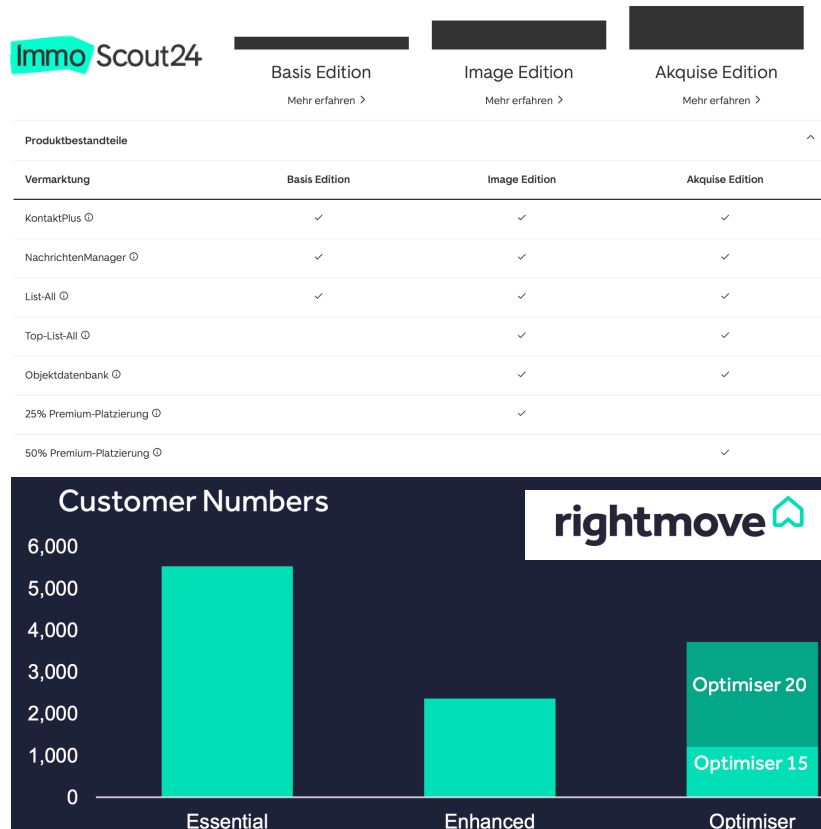 Immo Scout24
Basis Edition Image Edition Akquise Edition
Mehr erfahren Mehr erfahren Mehr erfahren
Produktbestandteile
Vermarktung Basis Edition Image Edition Akquise Edition
KontaktPlus
NachrichtenManager
List-All
Top-List-All
Objektdatenbank
25% Premium-Platzierung
50% Premium-Platzierung
Customer Numbers
rightmove
6,000
5,000
4,000
3,000
2,000
1,000
0
Optimiser 20
Optimiser 15
Essential Enhanced Optimiser